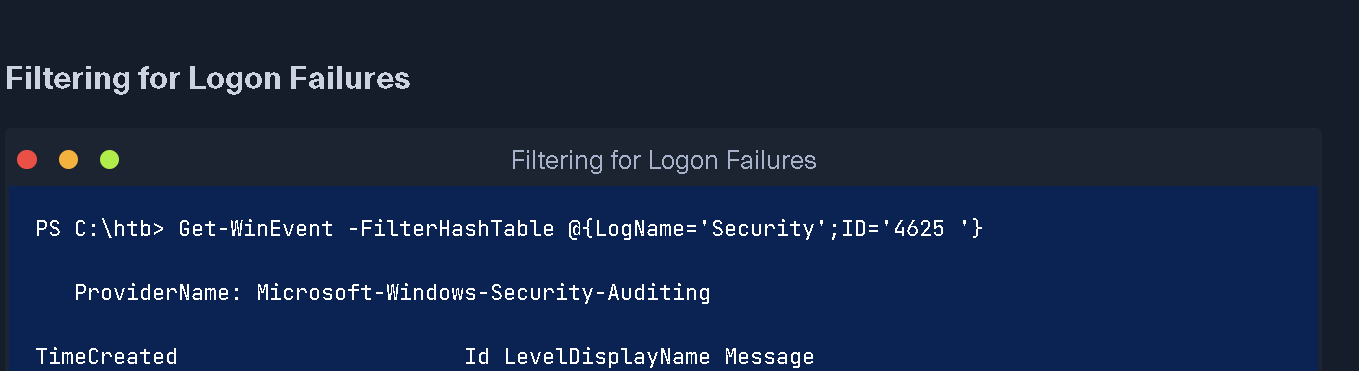 Filtering for Logon Failures
Filtering for Logon Failures
PS C:\htb> Get-WinEvent -FilterHashTable @{LogName='Security';ID='4625 '}
ProviderName: Microsoft-Windows-Security-Auditing
TimeCreated                      Id LevelDisplayName Message